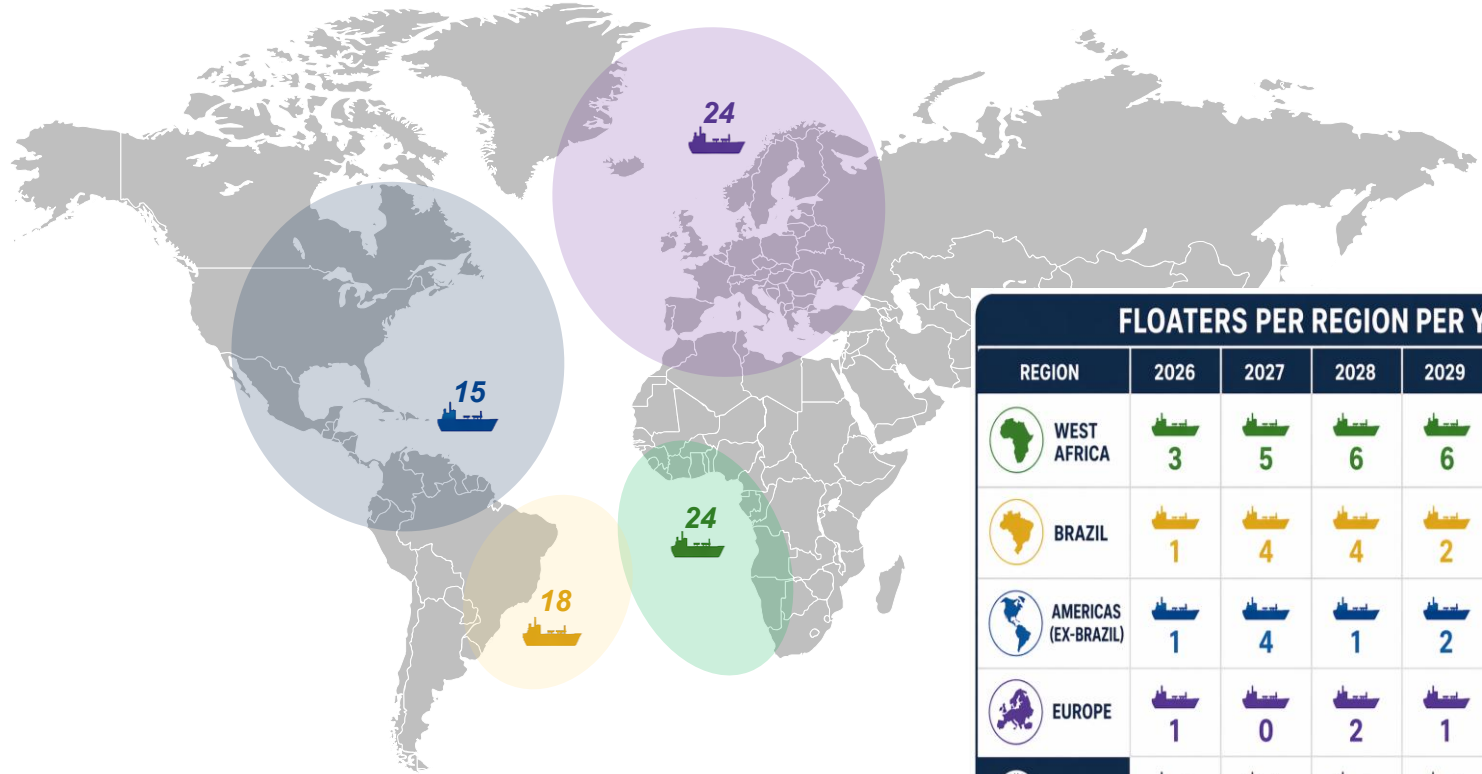 24
15
24
18
FLOATERS PER REGION PER Y
REGION 2026 2027 2028 2029
WEST
AFRICA
3 5 6 6
BRAZIL
1 4 4 2
AMERICAS
(EX-BRAZIL)
1 4 1 2
EUROPE
1 0 2 1